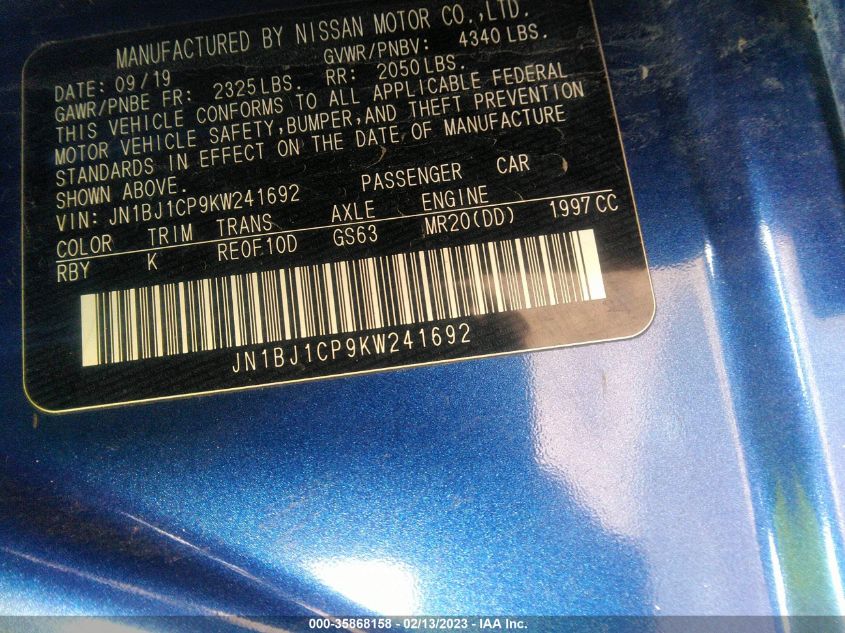 MANUFACTURED BY NISSAN MOTOR CO.,LTD.
DATE: 09/19 GVWR/PNBV: 4340 LBS.
GAWR/PNBE FR: 2325 LBS. RR: 2050 LBS.
THIS VEHICLE CONFORMS TO ALL APPLICABLE FEDERAL
MOTOR VEHICLE SAFETY, BUMPER, AND THEFT PREVENTION
STANDARDS IN EFFECT ON THE DATE OF MANUFACTURE
SHOWN ABOVE.
VIN: JN1BJ1CP9KW241692 PASSENGER CAR
COLOR TRIM TRANS AXLE ENGINE
RBY K RE0F10D GS63 MR20(DD) 1997 CC
JN1BJ1CP9KW241692
000-35868158 - 02/13/2023 - IAA Inc.